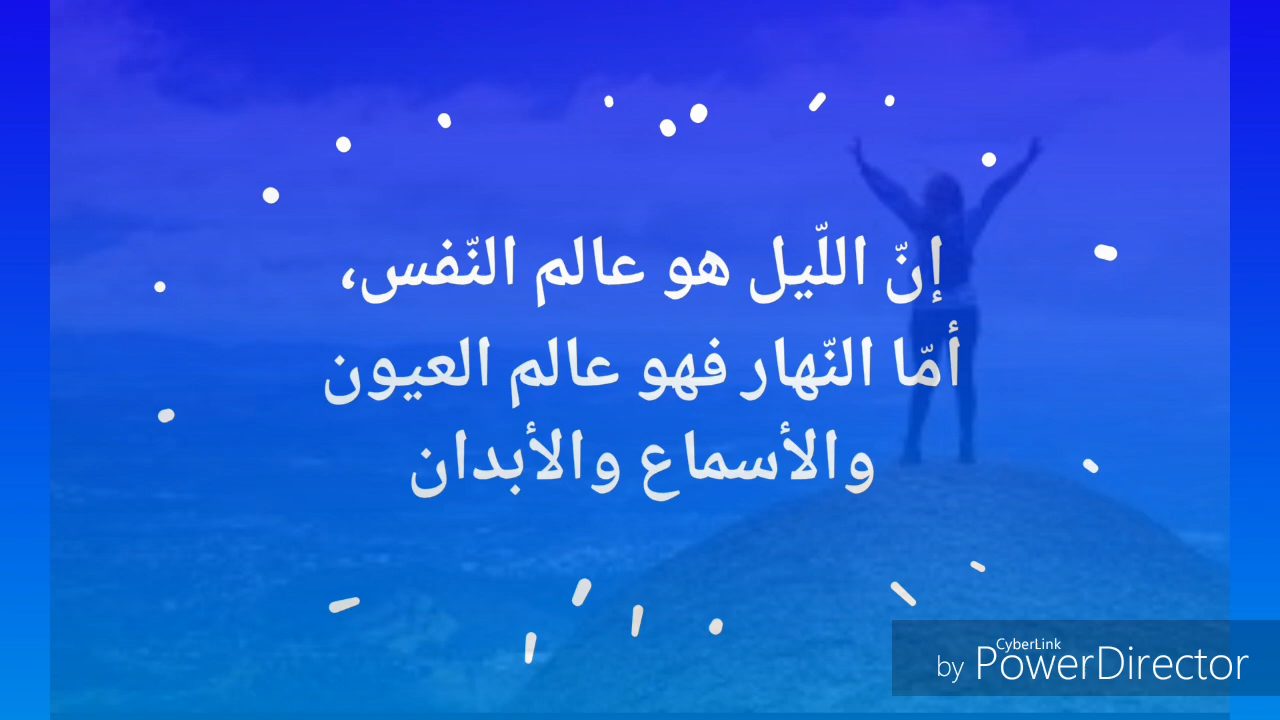 إنّ اللّيل هو عالم النّفس،
أمّا النّهار فهو عالم العيون
والأسماع والأبدان
CyberLink
by PowerDirector